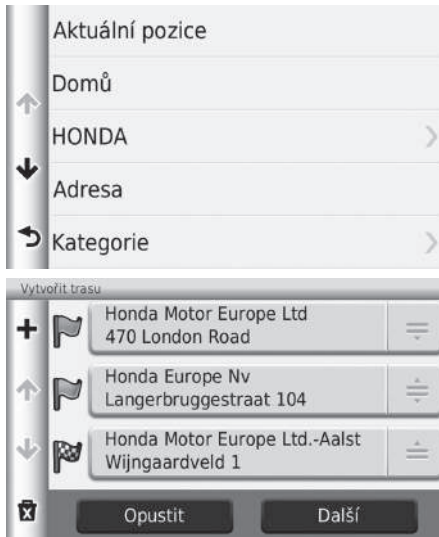 Aktuální pozice
Domů
HONDA
Adresa
Kategorie
Vytvořit trasu
Honda Motor Europe Ltd
470 London Road
Honda Europe Nv
Langerbruggestraat 104
Honda Motor Europe Ltd.-Aalst
Wijngaardveld 1
Opustit
Další